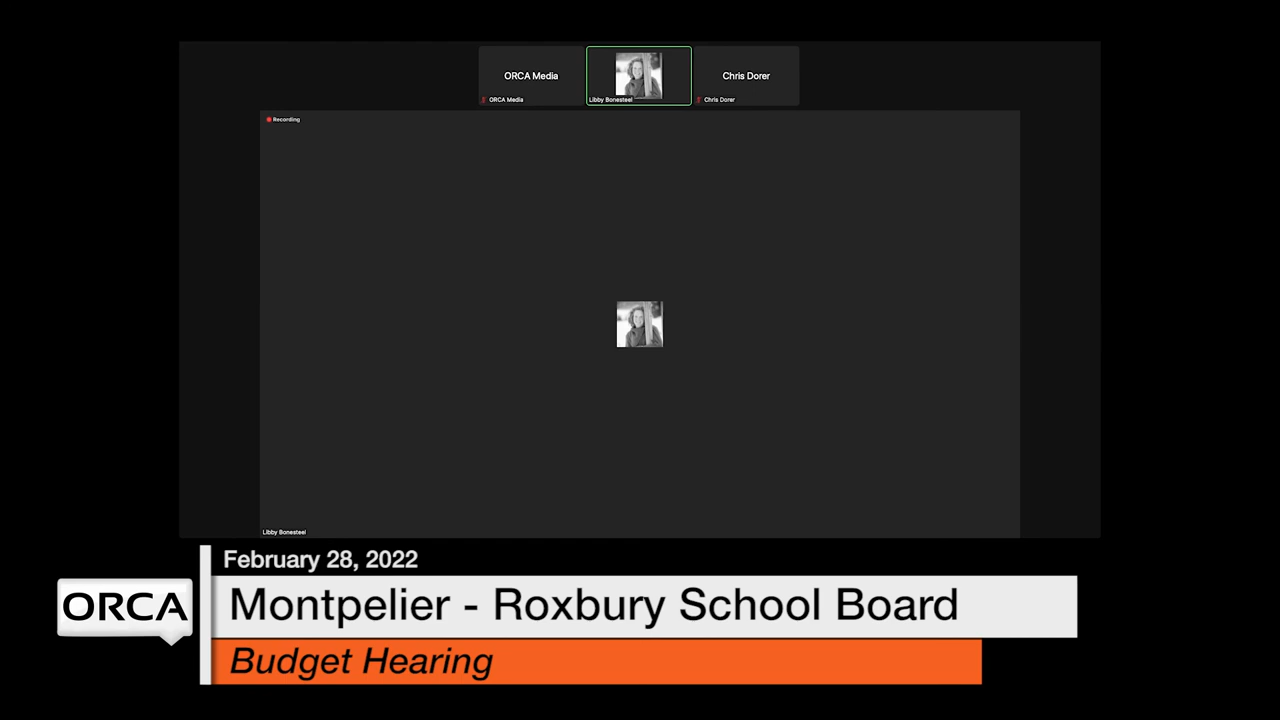 ORCA Media
Chris Dorer
ORCA Media
Libby Bonesteel
Chris Dorer
Recording
Libby Bonesteel
February 28, 2022
ORCA
Montpelier - Roxbury School Board
Budget Hearing